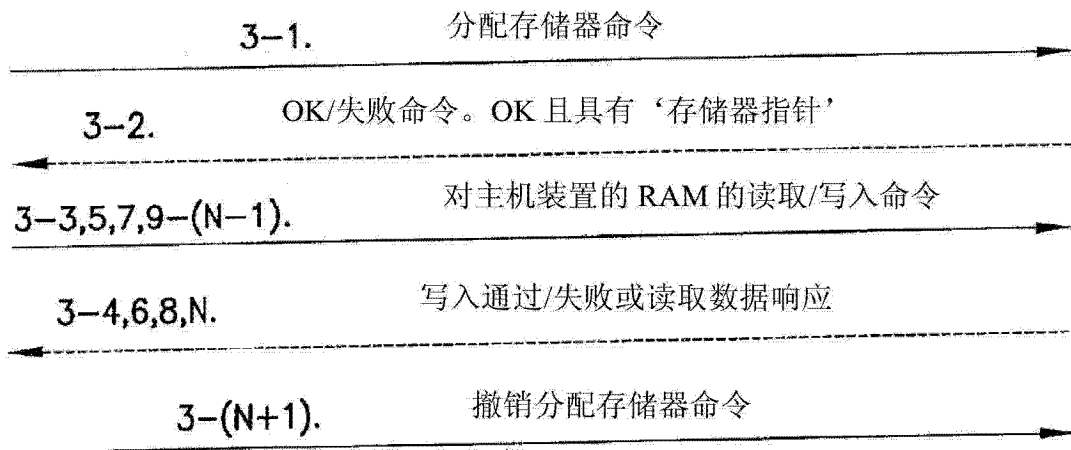 3-1. 分配存储器命令
3-2. OK/失败命令。OK 且具有‘存储器指针’
3-3,5,7,9-(N-1). 对主机装置的 RAM 的读取/写入命令
3-4,6,8,N. 写入通过/失败或读取数据响应
3-(N+1). 撤销分配存储器命令